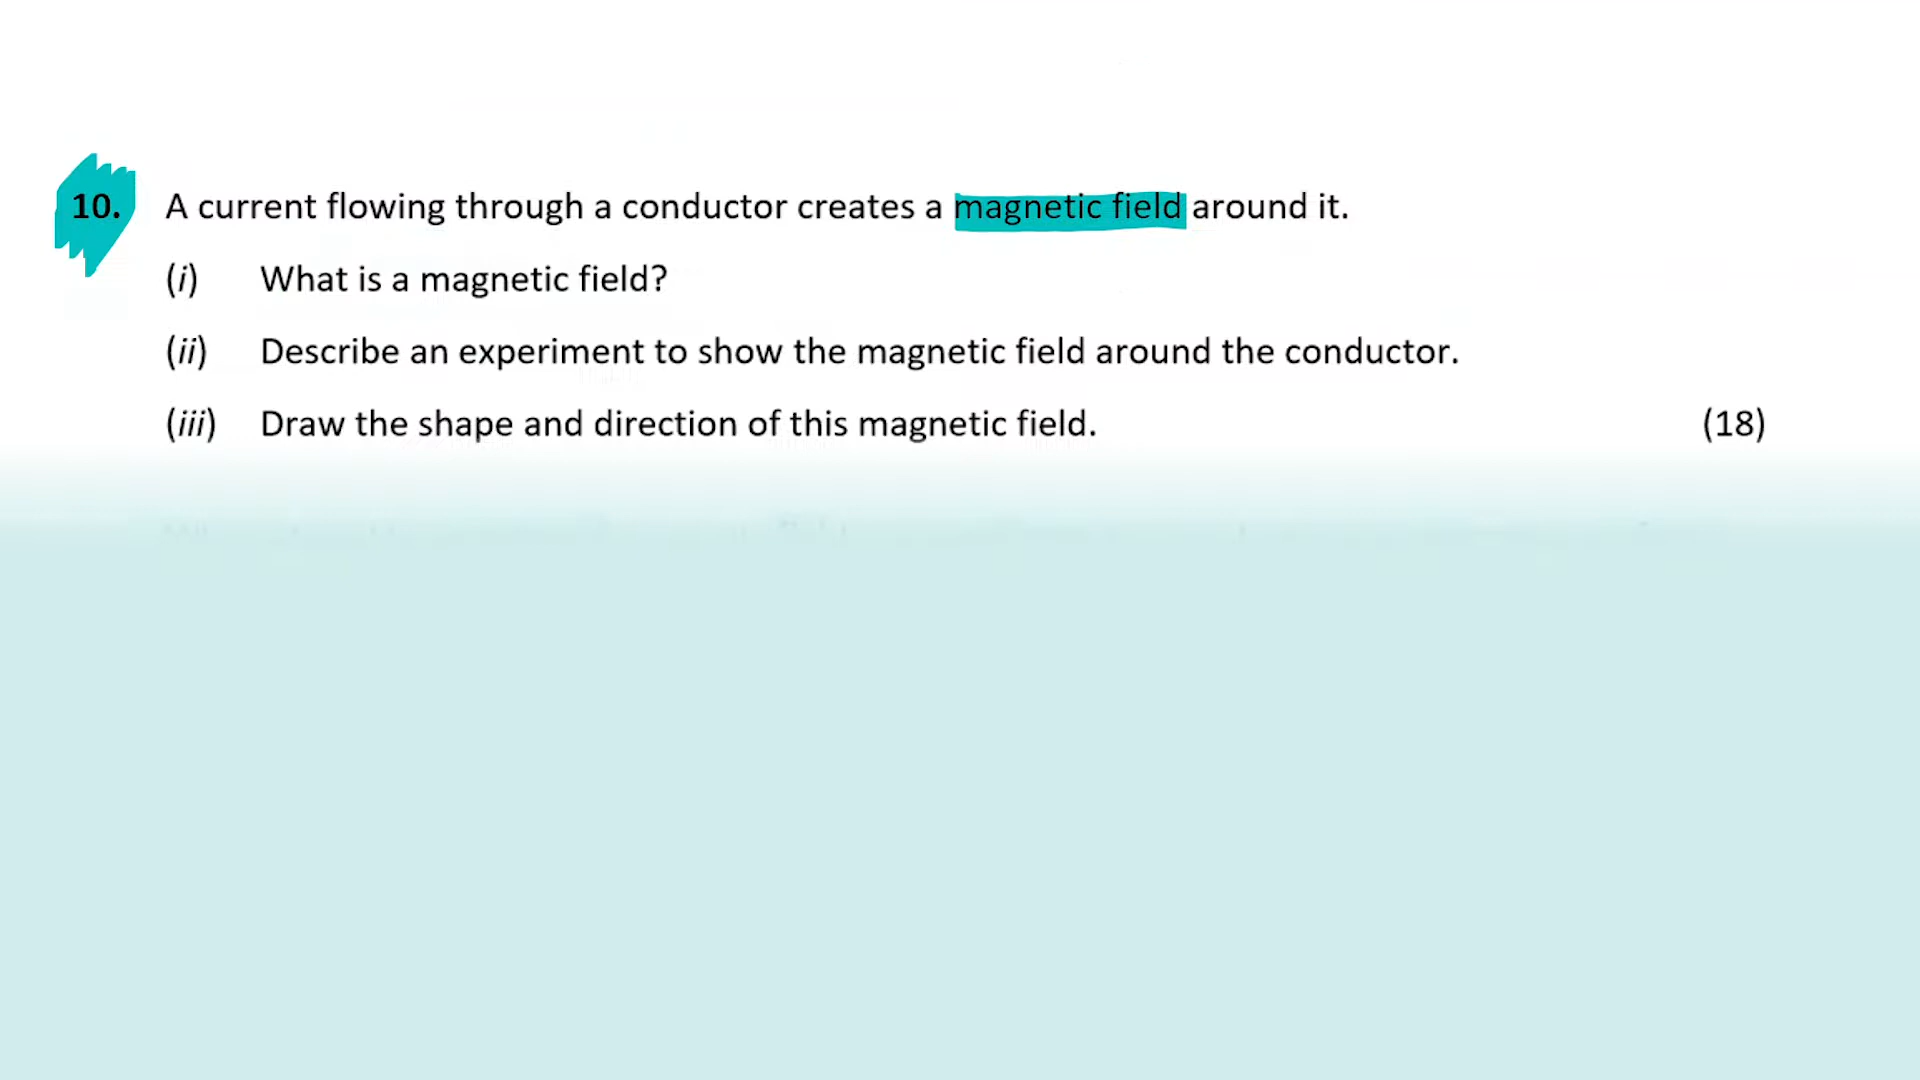 10. A current flowing through a conductor creates a magnetic field around it.
(i) What is a magnetic field?
(ii) Describe an experiment to show the magnetic field around the conductor.
(iii) Draw the shape and direction of this magnetic field. (18)